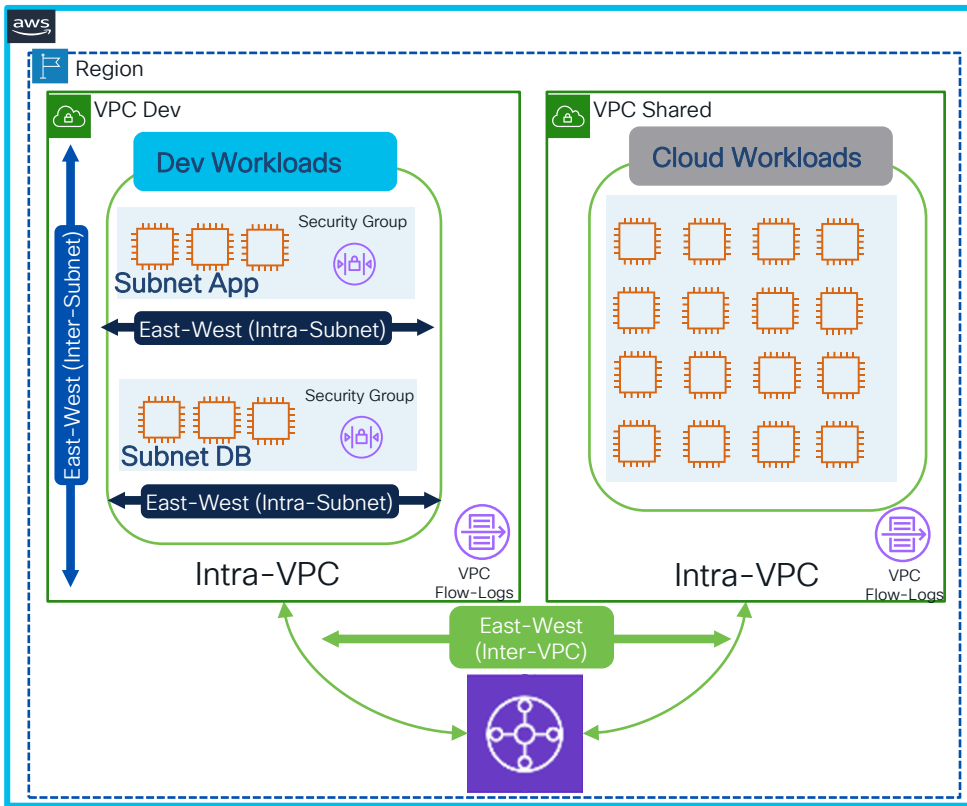 aws
Region
VPC Dev
VPC Shared
Dev Workloads
Cloud Workloads
Security Group
Subnet App
East-West (Intra-Subnet)
East-West (Inter-Subnet)
Security Group
Subnet DB
East-West (Intra-Subnet)
Intra-VPC
VPC
Flow-Logs
Intra-VPC
VPC
Flow-Logs
East-West
(Inter-VPC)